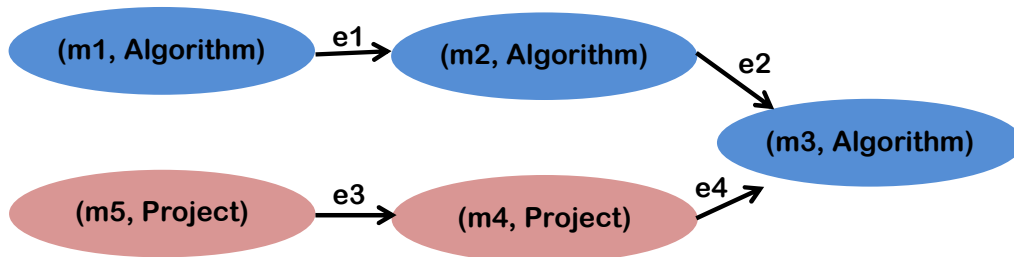 (m1, Algorithm)
e1
(m2, Algorithm)
e2
(m3, Algorithm)
(m5, Project)
e3
(m4, Project)
e4